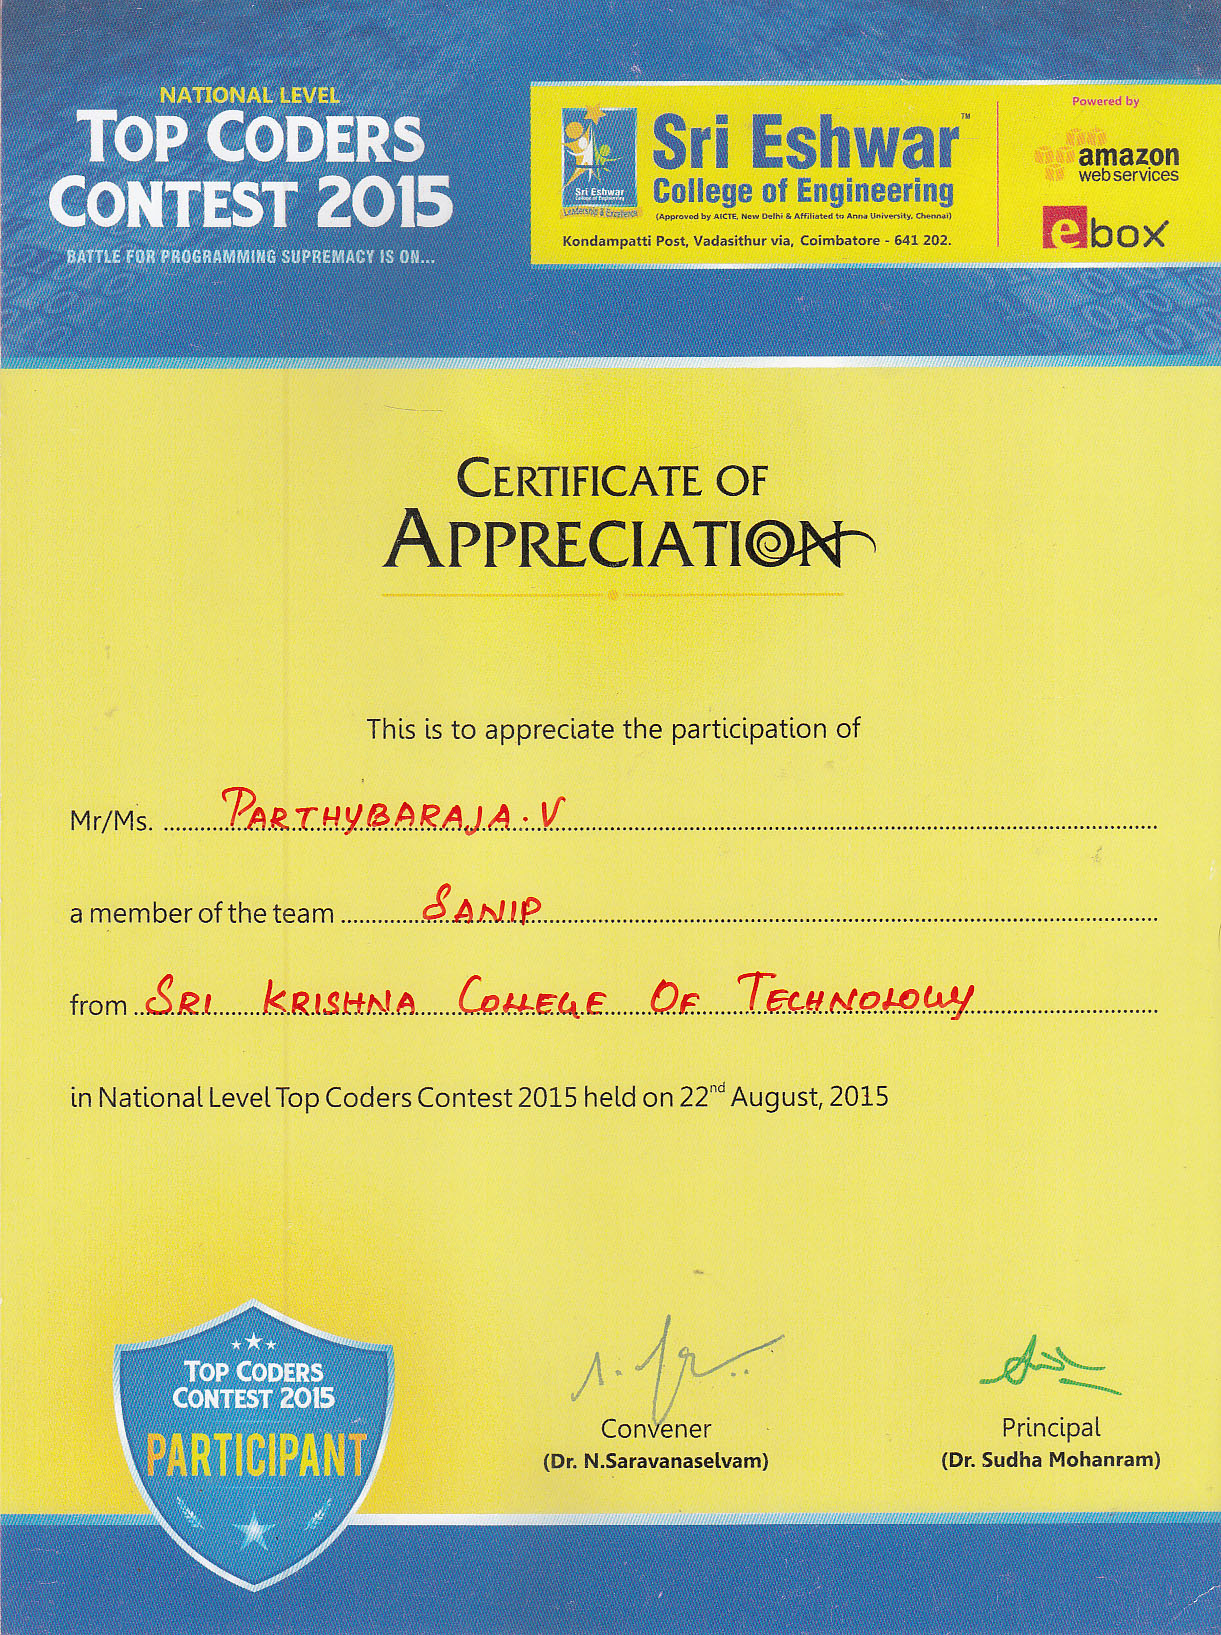 NATIONAL LEVEL
TOP CODERS
CONTEST 2015
BATTLE FOR PROGRAMMING SUPREMACY IS ON...
Sri Eshwar
College of Engineering
Leadership & Excellence
Sri Eshwar™
College of Engineering
(Approved by AICTE, New Delhi & Affiliated to Anna University, Chennai)
Kondampatti Post, Vadasithur via, Coimbatore - 641 202.
Powered by
amazon
webservices
ebox
CERTIFICATE OF
APPRECIATION
This is to appreciate the participation of
Mr/Ms. PARTHYBARAJA.V
a member of the team SANIP
from SRI KRISHNA COLLEGE OF TECHNOLOGY
in National Level Top Coders Contest 2015 held on 22nd August, 2015
TOP CODERS
CONTEST 2015
PARTICIPANT
Convener
(Dr. N.Saravanaselvam)
Principal
(Dr. Sudha Mohanram)